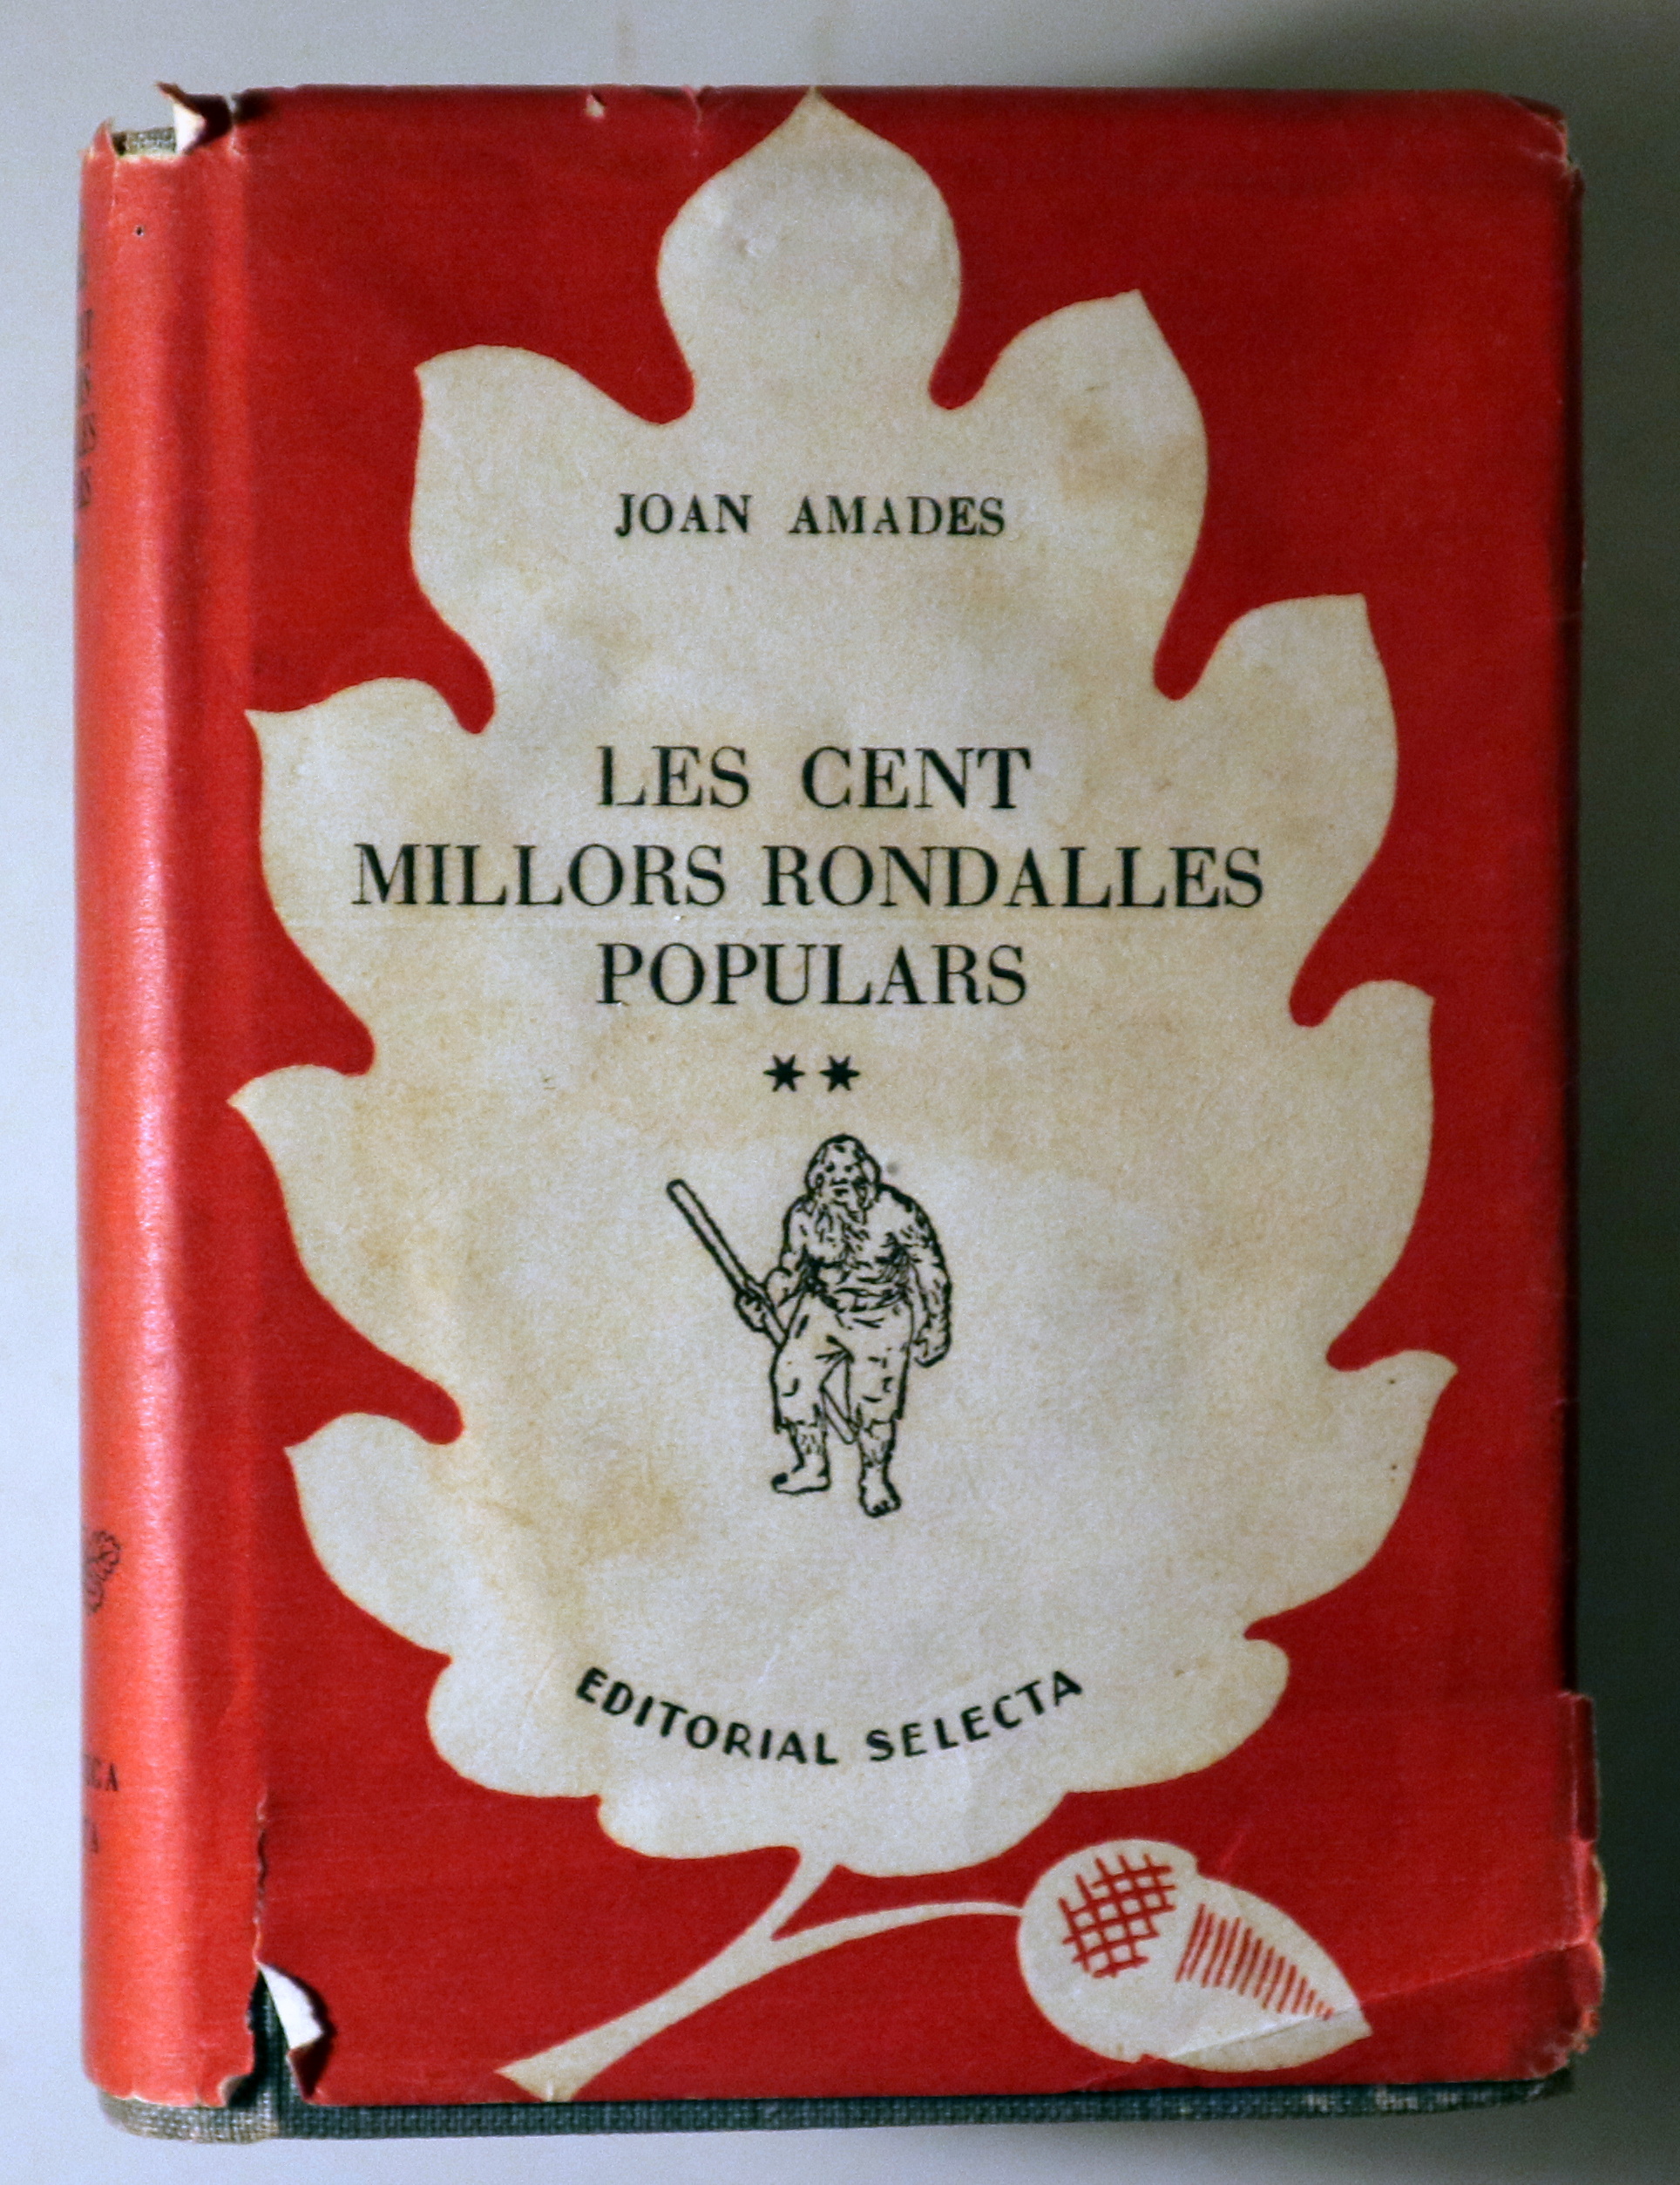 JOAN AMADES
LES CENT
MILLORS RONDALLES
POPULARS
**
EDITORIAL SELECTA